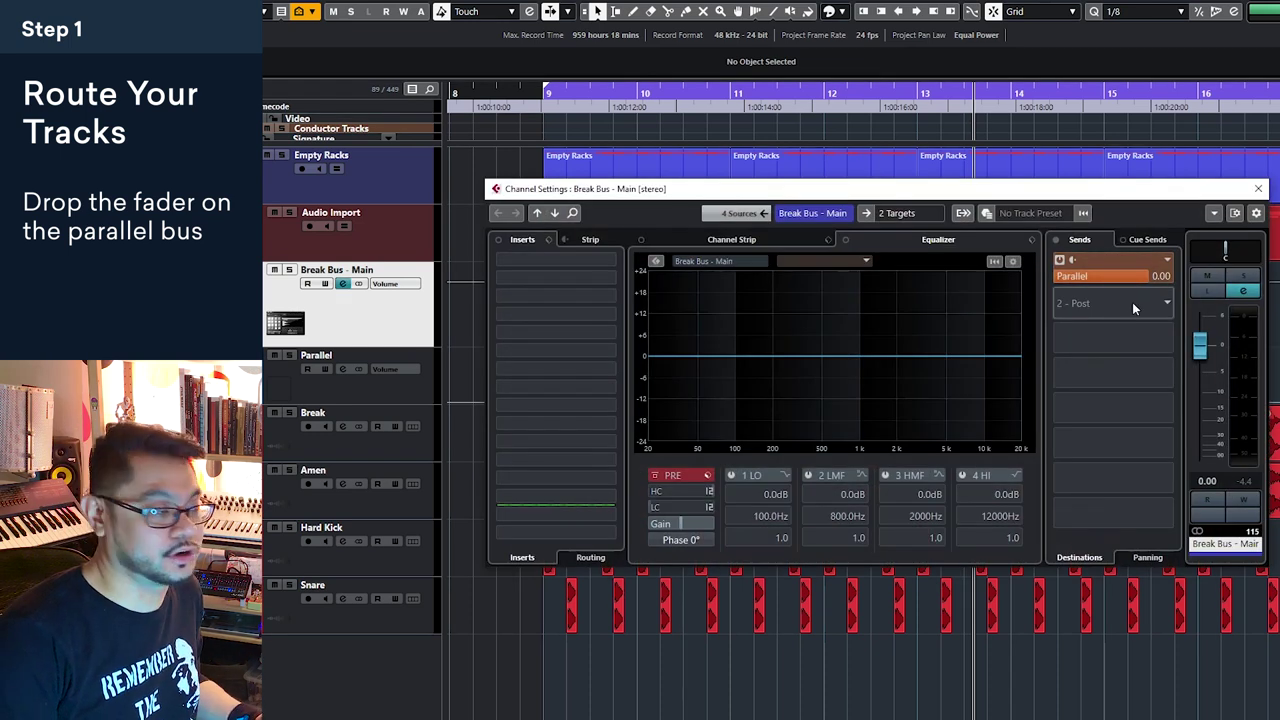 Step 1
Route Your
Tracks
Drop the fader on
the parallel bus
M S L R W A Touch Grid Q 1/8
Max. Record Time 959 hours 18 mins Record Format 48 kHz - 24 bit Project Frame Rate 24 fps Project Pan Law Equal Power
No Object Selected
89 / 449
8 9 10 11 12 13 14 15 16
1:00:10:00 1:00:12:00 1:00:14:00 1:00:16:00 1:00:18:00 1:00:20:00
mecode
Video
M S Conductor Tracks
Signature
M S Empty Racks
Empty Racks Empty Racks Empty Racks Empty Racks
M S Audio Import
M S Break Bus - Main
R W e Volume
M S Parallel
R W e Volume
M S Break
e R W
M S Amen
e R W
M S Hard Kick
e R W
M S Snare
e R W
Channel Settings : Break Bus - Main [stereo]
4 Sources Break Bus - Main 2 Targets No Track Preset
Inserts Strip Channel Strip Equalizer Sends Cue Sends
Break Bus - Main
+24
+18
+12
+6
0
-6
-12
-18
-24
20 50 100 200 500 1 k 2 k 5 k 10 k 20 k
PRE 1 LO 2 LMF 3 HMF 4 HI
HC 0.0dB 0.0dB 0.0dB 0.0dB
LC 100.0Hz 800.0Hz 2000Hz 12000Hz
Gain
Phase 0° 1.0 1.0 1.0 1.0
Inserts Routing
Parallel 0.00
2 - Post
Destinations Panning
C
M S
L e
0.00 -4.4
R W
115
Break Bus - Main
REMEMBER
THE